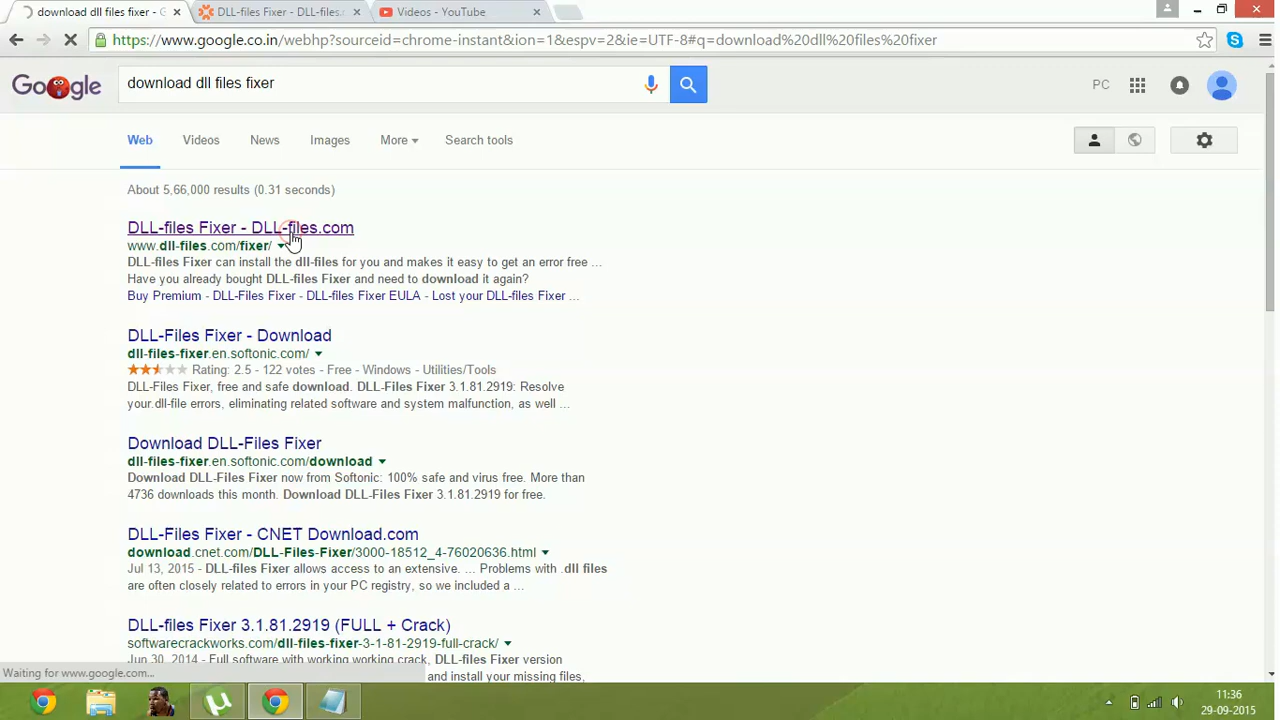 download dll files fixer - G
DLL-files Fixer - DLL-files.c
Videos - YouTube
https://www.google.co.in/webhp?sourceid=chrome-instant&ion=1&espv=2&ie=UTF-8#q=download%20dll%20files%20fixer
download dll files fixer
PC
Web Videos News Images More Search tools
About 5,66,000 results (0.31 seconds)
DLL-files Fixer - DLL-files.com
www.dll-files.com/fixer/
DLL-files Fixer can install the dll-files for you and makes it easy to get an error free ...
Have you already bought DLL-files Fixer and need to download it again?
Buy Premium - DLL-Files Fixer - DLL-files Fixer EULA - Lost your DLL-files Fixer ...
DLL-Files Fixer - Download
dll-files-fixer.en.softonic.com/
Rating: 2.5 - 122 votes - Free - Windows - Utilities/Tools
DLL-Files Fixer, free and safe download. DLL-Files Fixer 3.1.81.2919: Resolve
your.dll-file errors, eliminating related software and system malfunction, as well ...
Download DLL-Files Fixer
dll-files-fixer.en.softonic.com/download
Download DLL-Files Fixer now from Softonic: 100% safe and virus free. More than
4736 downloads this month. Download DLL-Files Fixer 3.1.81.2919 for free.
DLL-Files Fixer - CNET Download.com
download.cnet.com/DLL-Files-Fixer/3000-18512_4-76020636.html
Jul 13, 2015 - DLL-files Fixer allows access to an extensive. ... Problems with .dll files
are often closely related to errors in your PC registry, so we included a ...
DLL-files Fixer 3.1.81.2919 (FULL + Crack)
softwarecrackworks.com/dll-files-fixer-3-1-81-2919-full-crack/
Jun 30, 2014 - Full software with working working crack, DLL-files Fixer version
and install your missing files,
Waiting for www.google.com...
11:36
29-09-2015